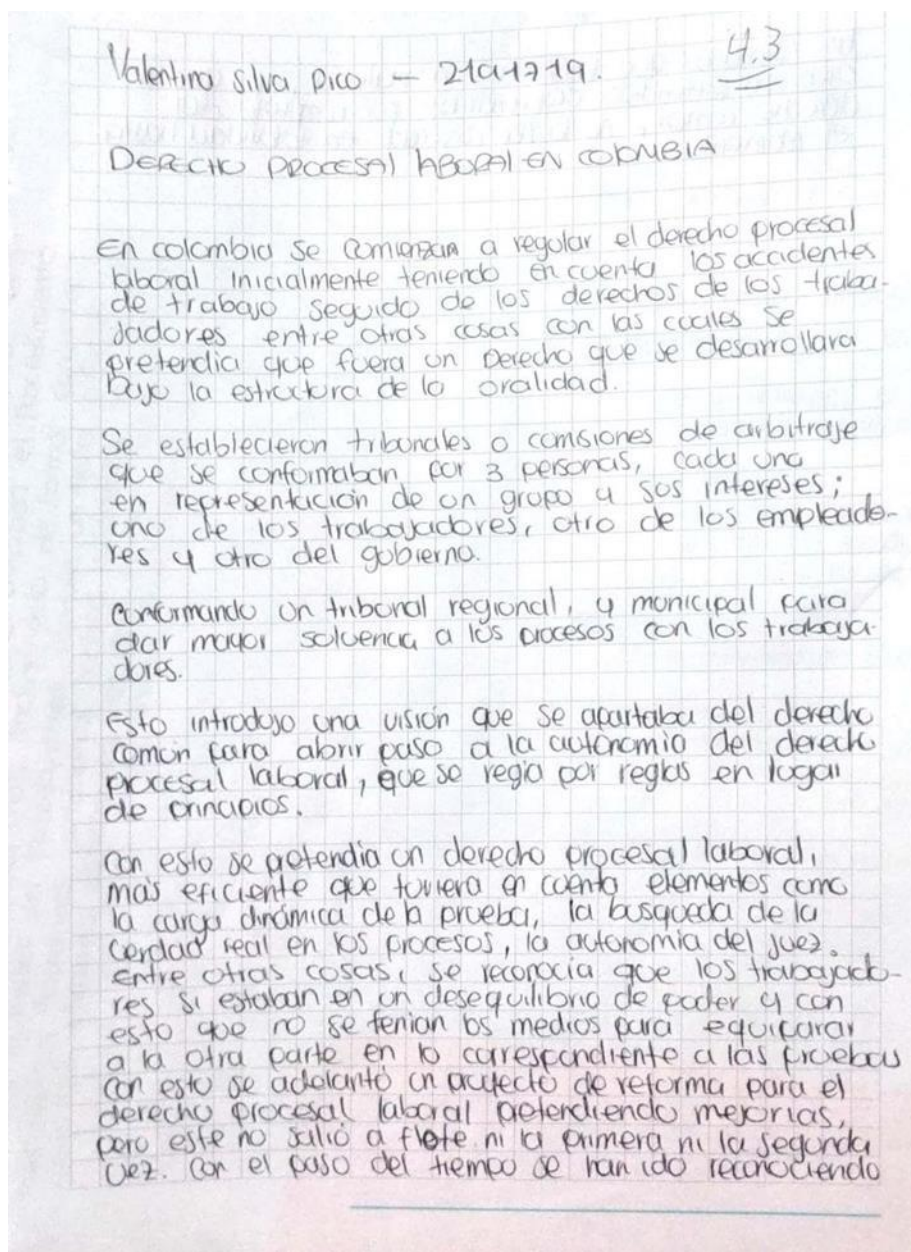 Valentina Silva Pico - 21a1719.
4.3
DERECHO PROCESAL LABORAL EN COLOMBIA
En colombia se comienzan a regular el derecho procesal
laboral inicialmente teniendo en cuenta los accidentes
de trabajo seguido de los derechos de los traba-
jadores entre otras cosas con las cuales se
pretendia que fuera un Derecho que se desarrollara
bajo la estructura de la oralidad.
Se establecieron tribunales o comisiones de arbitraje
que se conformaban por 3 personas, cada una
en representación de un grupo y sus intereses;
uno de los trabajadores, otro de los empleado-
res y otro del gobierno.
Conformando un tribunal regional, y municipal para
dar mayor solvencia a los procesos con los trabaja-
dores.
Esto introdujo una visión que se apartaba del derecho
común para abrir paso a la autonomia del derecho
procesal laboral, que se regia por reglas en lugar
de principios.
Con esto se pretendia un derecho procesal laboral,
más eficiente que tuviera en cuenta elementos como
la carga dinámica de la prueba, la busqueda de la
verdad real en los procesos, la autonomia del juez.
Entre otras cosas, se reconocia que los trabajado-
res si estaban en un desequilibrio de poder y con
esto que no se tenian los medios para equiparar
a la otra parte en lo correspondiente a las pruebas
con esto se adelantó un proyecto de reforma para el
derecho procesal laboral pretendiendo mejorias,
pero este no salió a flote ni la primera ni la segunda
vez. Con el paso del tiempo se han ido reconociendo